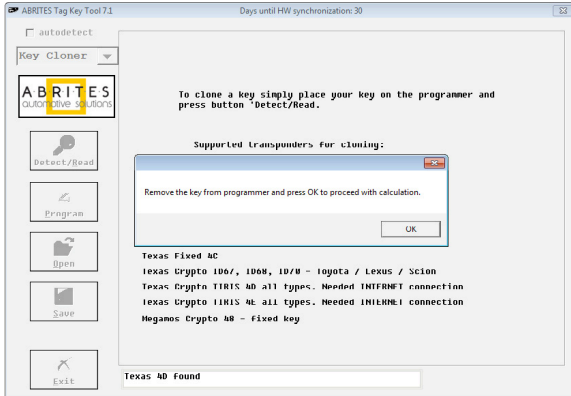 ABRITES Tag Key Tool 7.1
Days until HW synchronization: 30
autodetect
Key Cloner
A·B·R·I·T·E·S
automotive solutions
To clone a key simply place your key on the programmer and
press button 'Detect/Read.
Supported transponders for cloning:
Detect/Read
Remove the key from programmer and press OK to proceed with calculation.
OK
Program
Open
Texas Fixed 4C
Texas Crypto ID67, ID68, ID70 - Toyota / Lexus / Scion
Texas Crypto TIRIS 4D all types. Needed INTERNET connection
Texas Crypto TIRIS 4E all types. Needed INTERNET connection
Save
Megamos Crypto 48 - fixed key
Exit
Texas 4D found